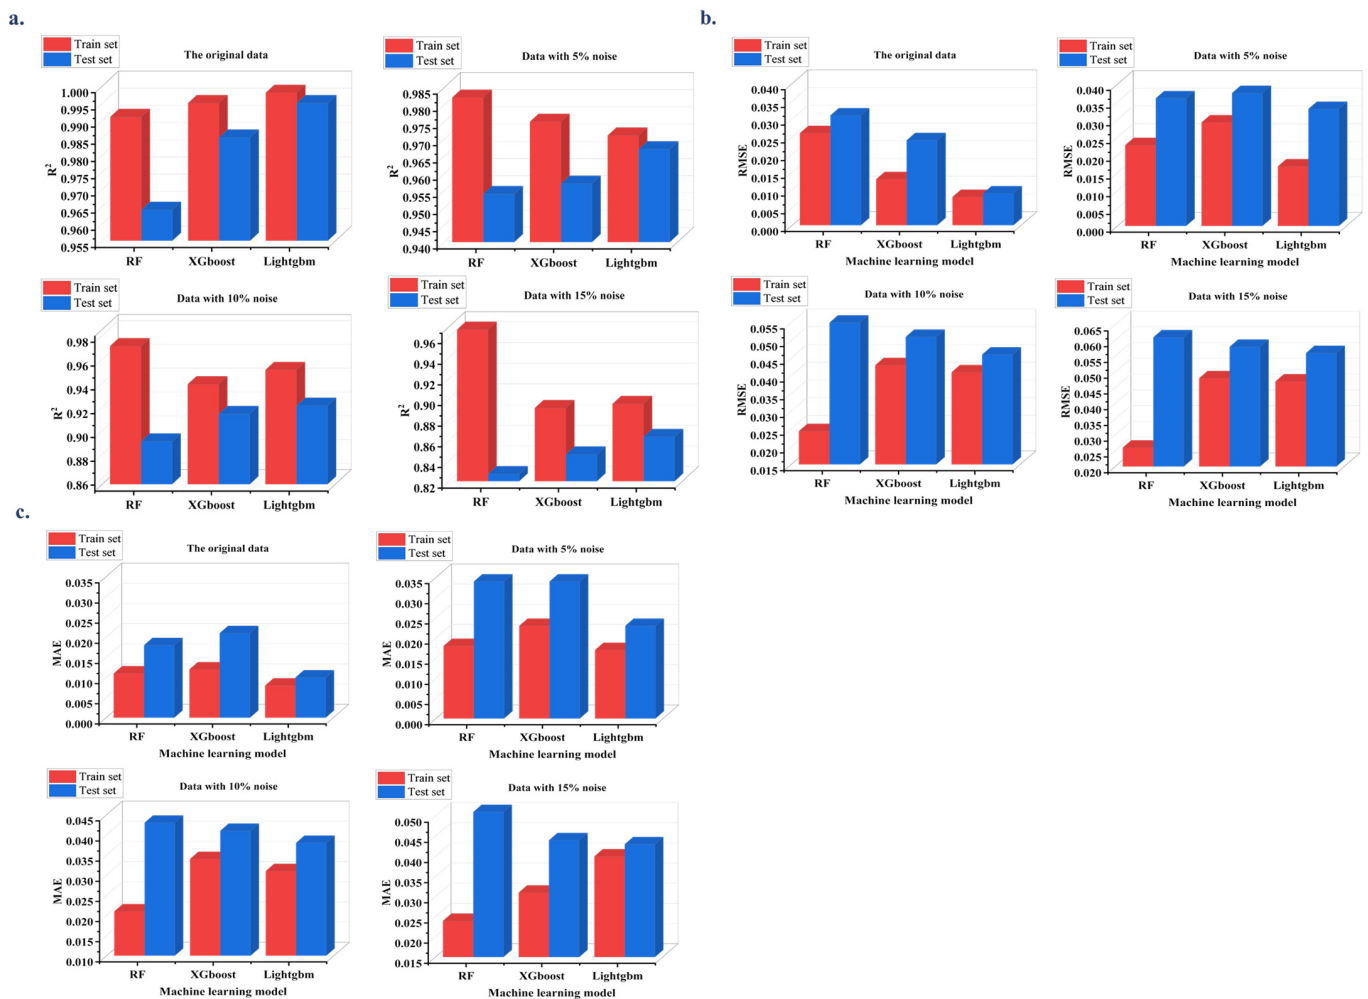 a.
Train set
Test set
The original data
R²
1.000
0.995
0.990
0.985
0.980
0.975
0.970
0.965
0.960
0.955
RF
XGboost
Lightgbm
Train set
Test set
Data with 5% noise
R²
0.985
0.980
0.975
0.970
0.965
0.960
0.955
0.950
0.945
0.940
RF
XGboost
Lightgbm
Train set
Test set
Data with 10% noise
R²
0.98
0.96
0.94
0.92
0.90
0.88
0.86
RF
XGboost
Lightgbm
Train set
Test set
Data with 15% noise
R²
0.96
0.94
0.92
0.90
0.88
0.86
0.84
0.82
RF
XGboost
Lightgbm
b.
Train set
Test set
The original data
RMSE
0.040
0.035
0.030
0.025
0.020
0.015
0.010
0.005
0.000
RF
XGboost
Lightgbm
Machine learning model
Train set
Test set
Data with 5% noise
RMSE
0.040
0.035
0.030
0.025
0.020
0.015
0.010
0.005
0.000
RF
XGboost
Lightgbm
Machine learning model
Train set
Test set
Data with 10% noise
RMSE
0.055
0.050
0.045
0.040
0.035
0.030
0.025
0.020
0.015
RF
XGboost
Lightgbm
Machine learning model
Train set
Test set
Data with 15% noise
RMSE
0.065
0.060
0.055
0.050
0.045
0.040
0.035
0.030
0.025
0.020
RF
XGboost
Lightgbm
Machine learning model
c.
Train set
Test set
The original data
MAE
0.035
0.030
0.025
0.020
0.015
0.010
0.005
0.000
RF
XGboost
Lightgbm
Machine learning model
Train set
Test set
Data with 5% noise
MAE
0.035
0.030
0.025
0.020
0.015
0.010
0.005
0.000
RF
XGboost
Lightgbm
Machine learning model
Train set
Test set
Data with 10% noise
MAE
0.045
0.040
0.035
0.030
0.025
0.020
0.015
0.010
RF
XGboost
Lightgbm
Machine learning model
Train set
Test set
Data with 15% noise
MAE
0.050
0.045
0.040
0.035
0.030
0.025
0.020
0.015
RF
XGboost
Lightgbm
Machine learning model